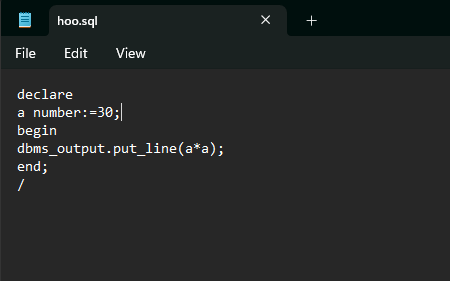 hoo.sql
File Edit View
declare
a number:=30;
begin
dbms_output.put_line(a*a);
end;
/